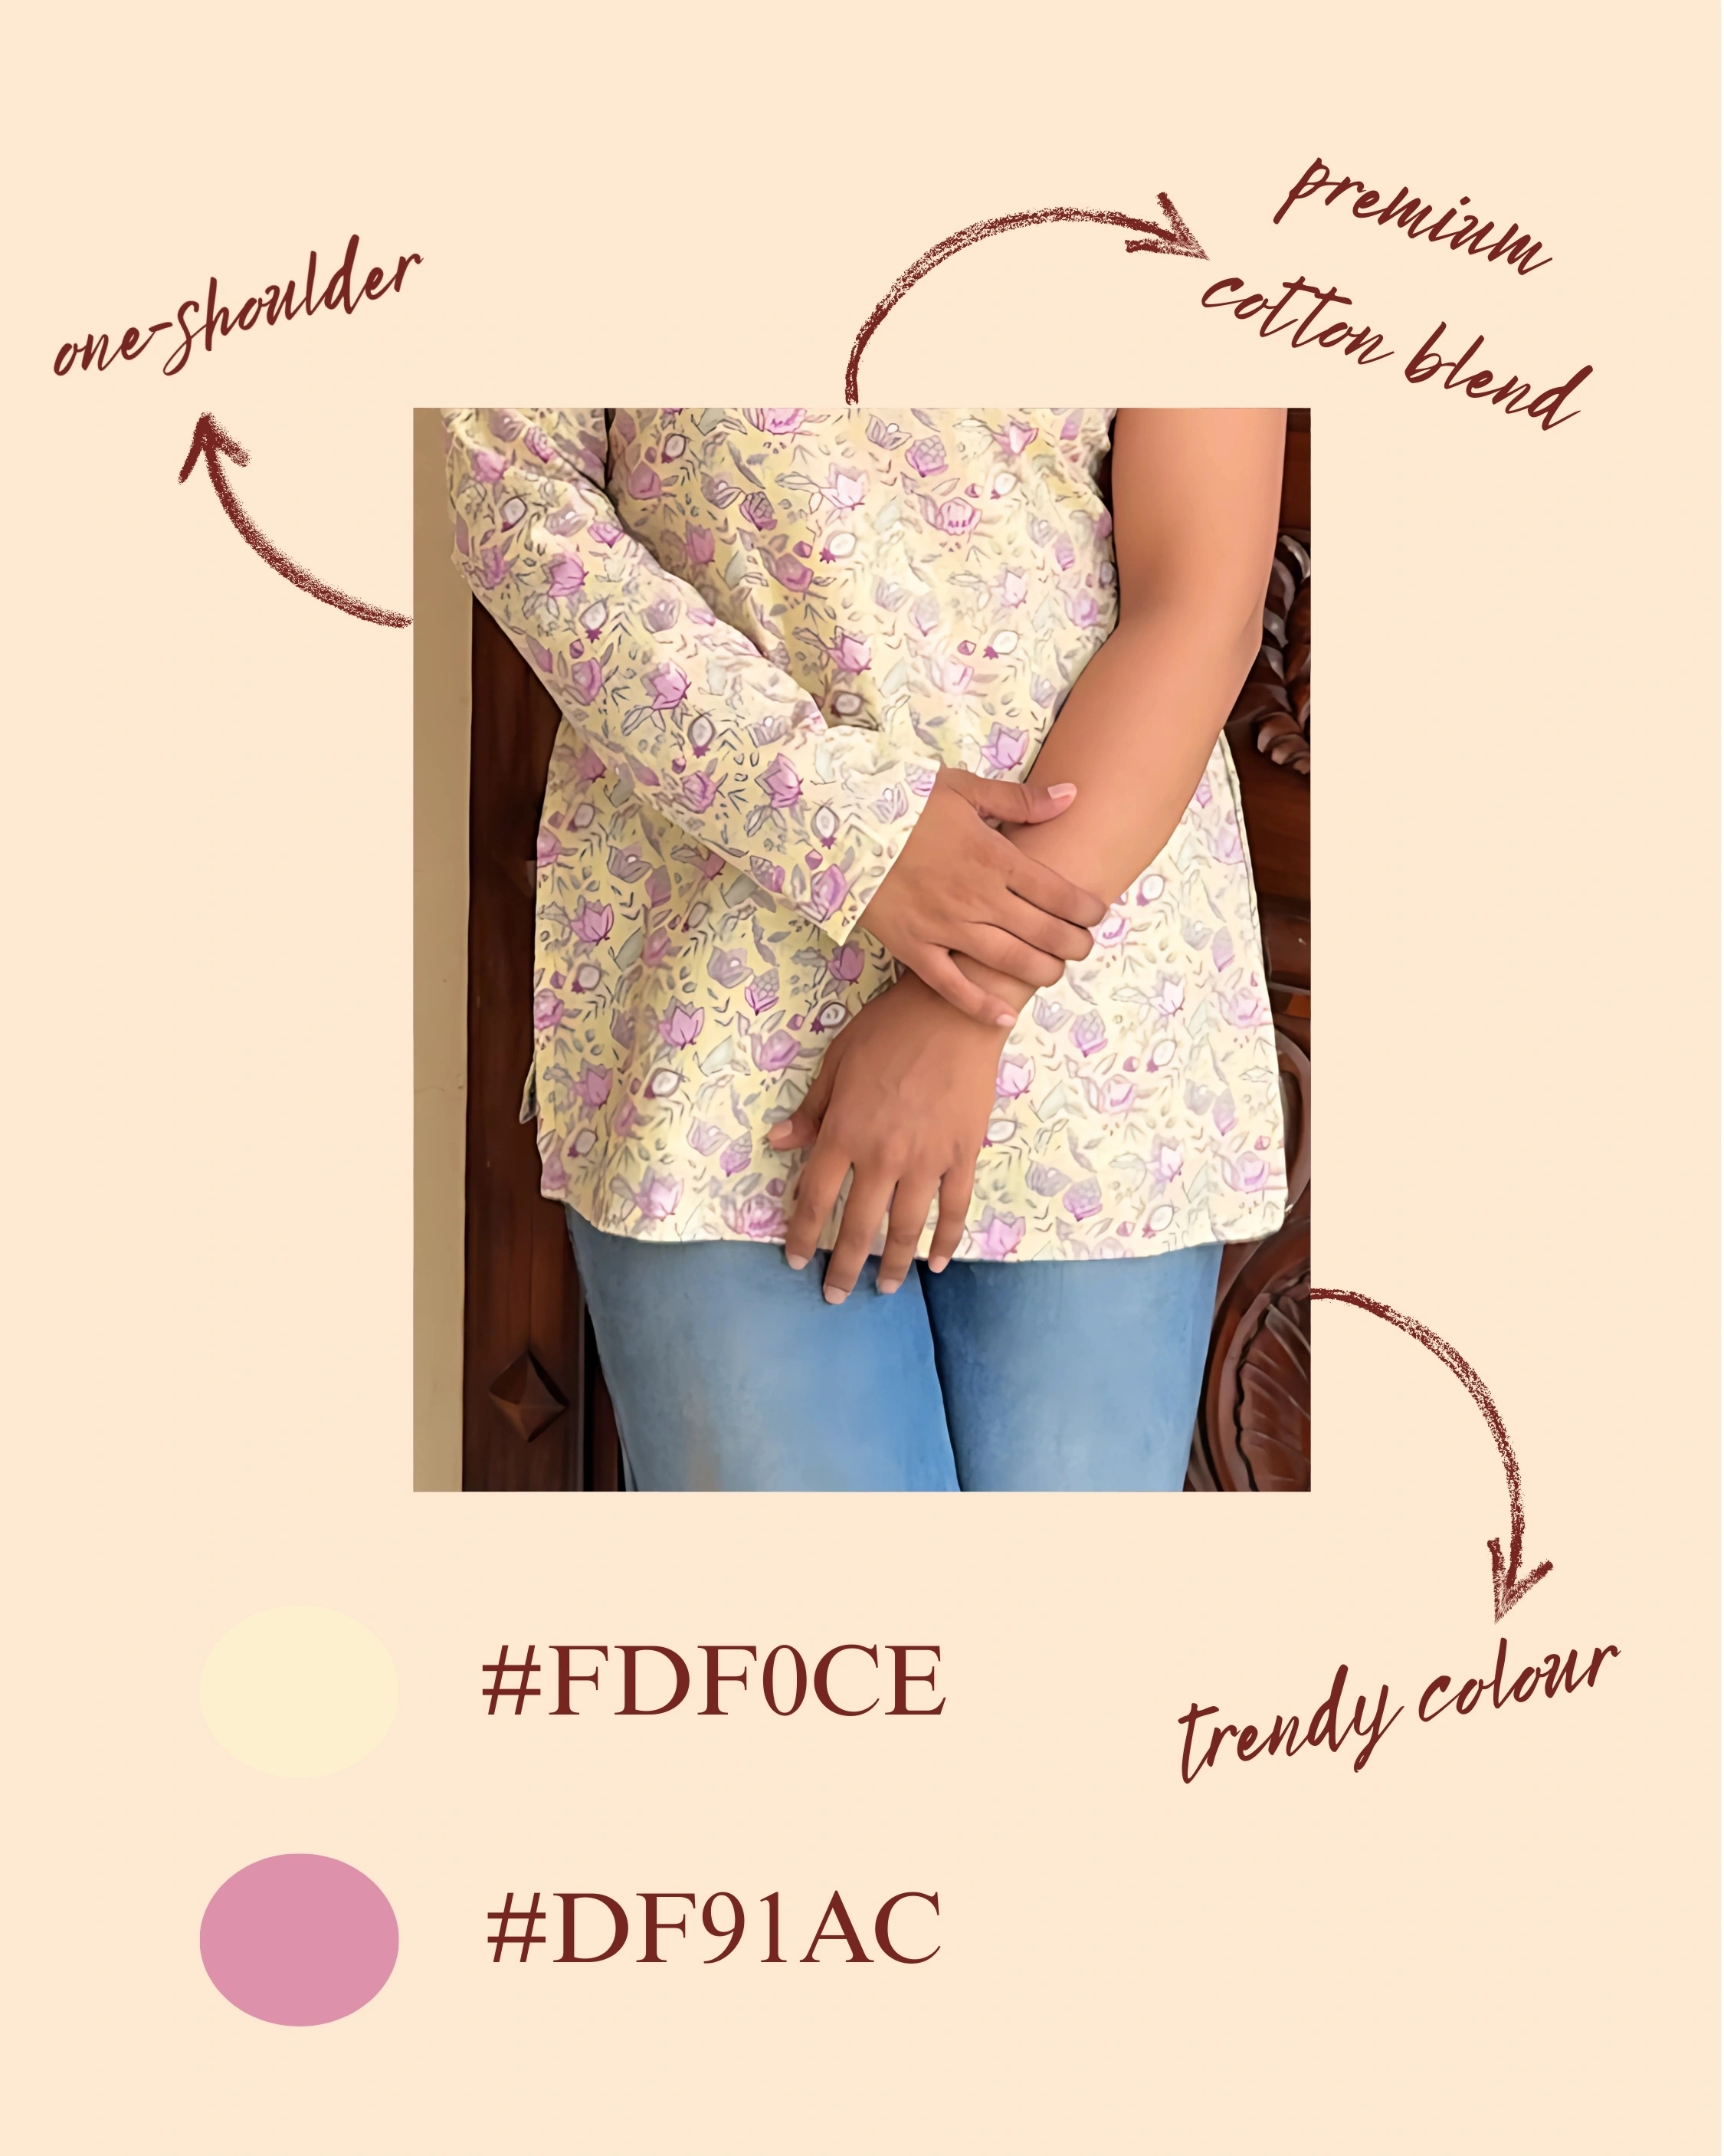 premium
cotton blend
one-shoulder
#FDF0CE
trendy colour
#DF91AC